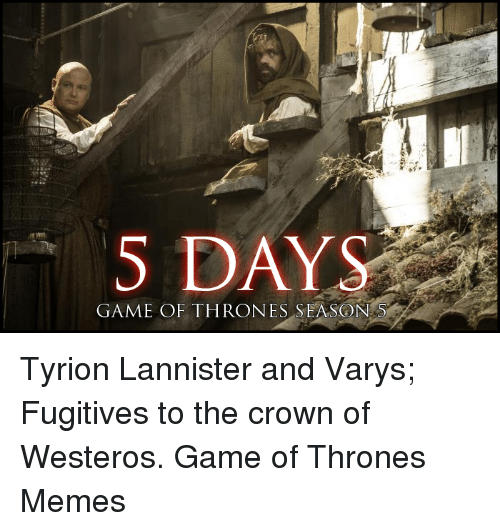 5 DAYS
GAME OF THRONES SEASON 5
Tyrion Lannister and Varys;
Fugitives to the crown of
Westeros. Game of Thrones
Memes